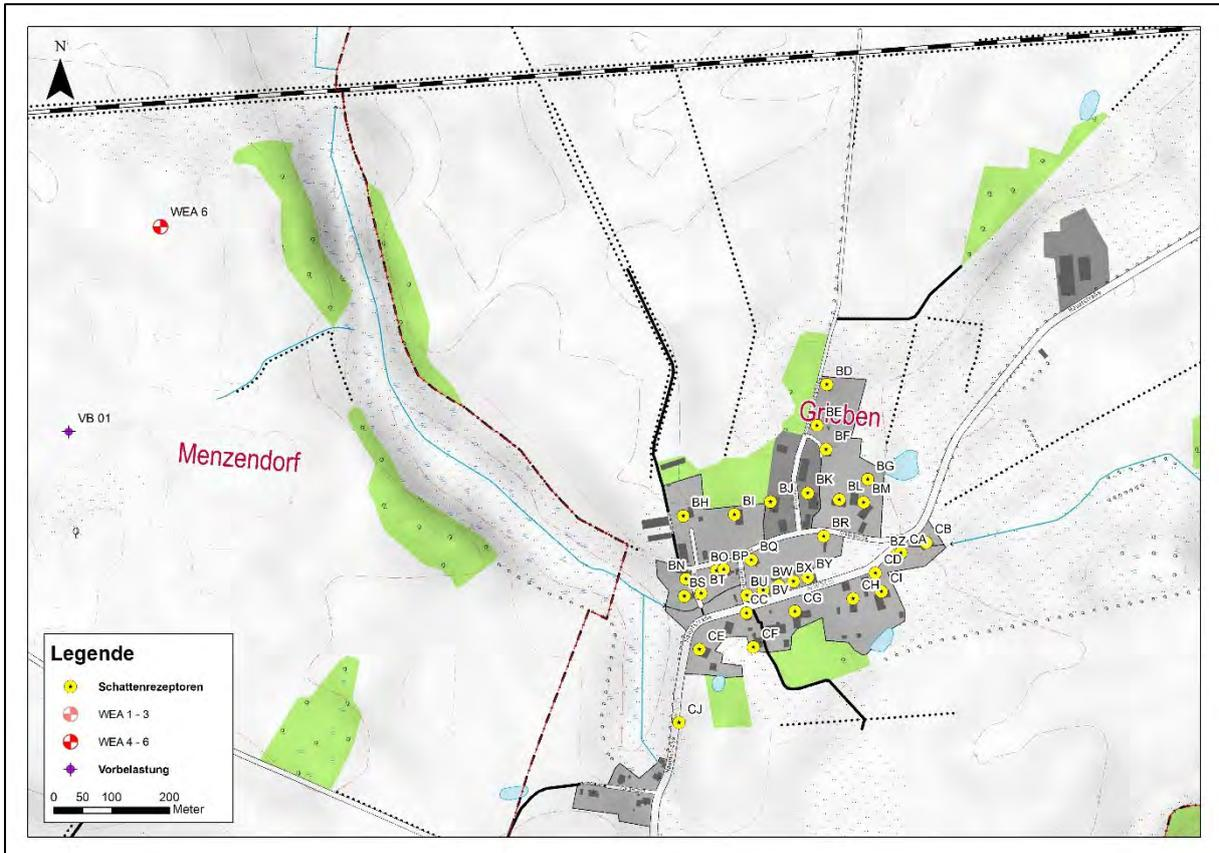 N
WEA 6
VB 01
Menzendorf
Grieben
BD
BE
BF
BG
BH
BI
BJ
BK
BL
BM
BR
CB
CA
BZ
BQ
BP
BO
BN
BT
BS
BU
BW
BV
BX
BY
CD
CI
CH
CC
CG
CE
CF
CJ
Hauptstraße
Hauptstraße
Legende
Schattenrezeptoren
WEA 1 - 3
WEA 4 - 6
Vorbelastung
0 50 100 200
Meter